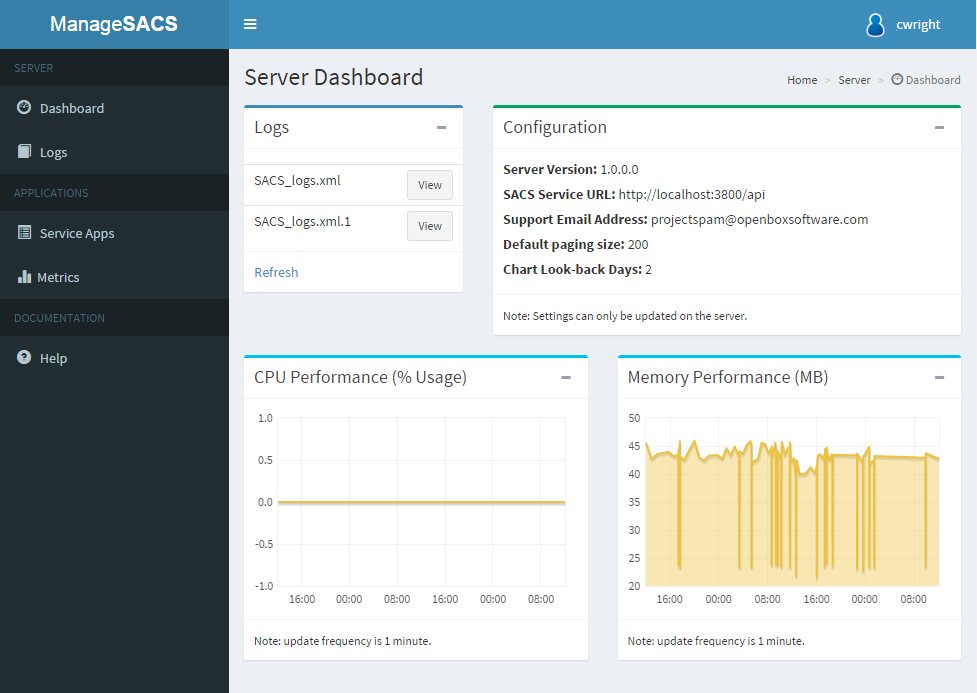 ManageSACS
cwright
SERVER
Dashboard
Logs
APPLICATIONS
Service Apps
Metrics
DOCUMENTATION
Help
Server Dashboard
Home > Server > Dashboard
Logs
SACS_logs.xml View
SACS_logs.xml.1 View
Refresh
Configuration
Server Version: 1.0.0.0
SACS Service URL: http://localhost:3800/api
Support Email Address: projectspam@openboxsoftware.com
Default paging size: 200
Chart Look-back Days: 2
Note: Settings can only be updated on the server.
CPU Performance (% Usage)
1.0
0.5
0.0
-0.5
-1.0
16:00 00:00 08:00 16:00 00:00 08:00
Note: update frequency is 1 minute.
Memory Performance (MB)
50
45
40
35
30
25
20
16:00 00:00 08:00 16:00 00:00 08:00
Note: update frequency is 1 minute.